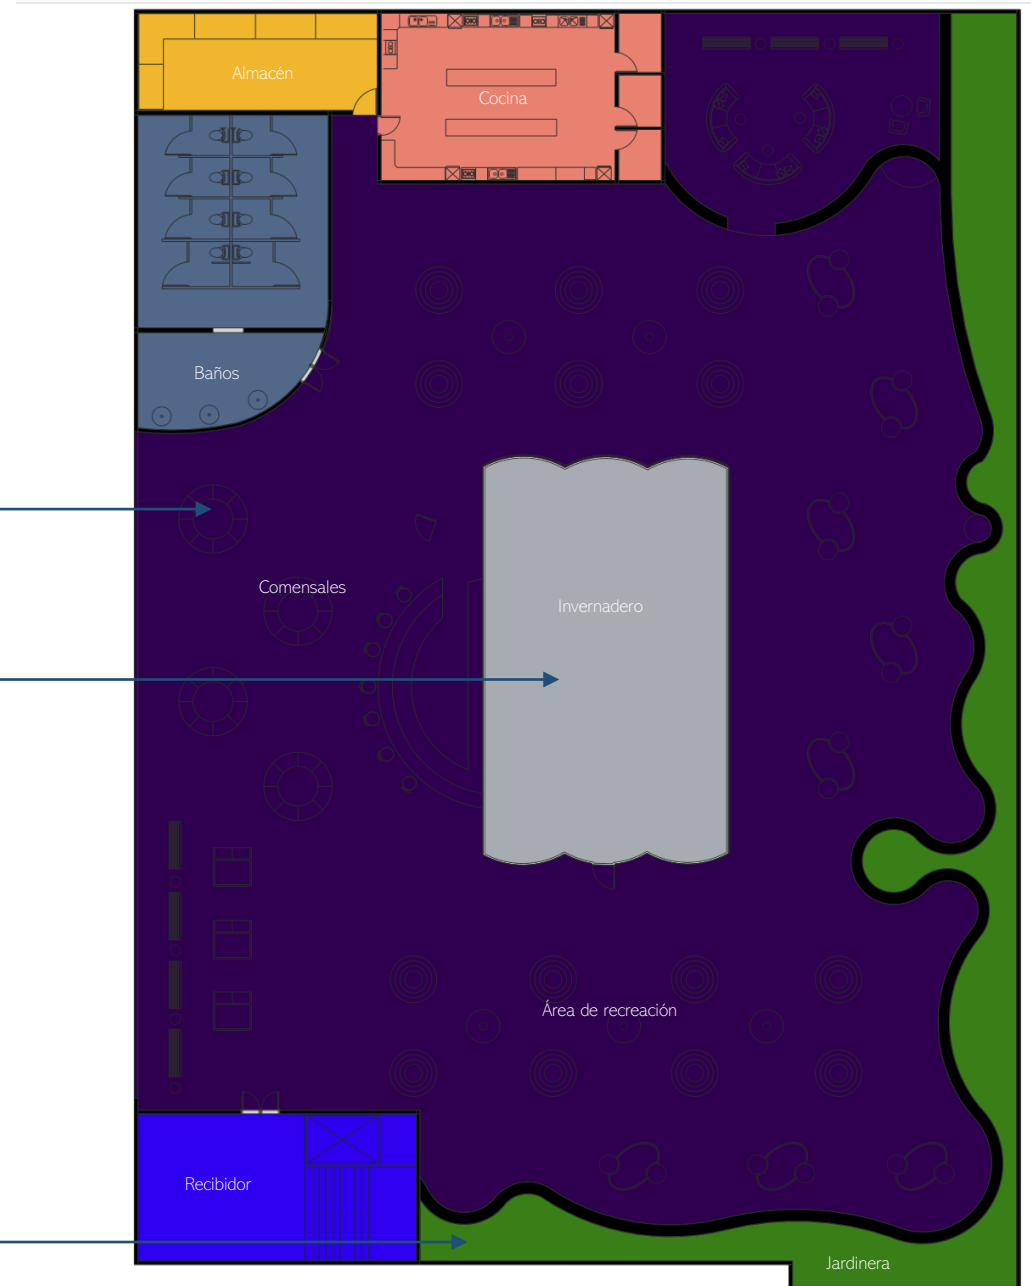 Almacén
Cocina
Baños
Comensales
Invernadero
Área de recreación
Recibidor
Jardinera